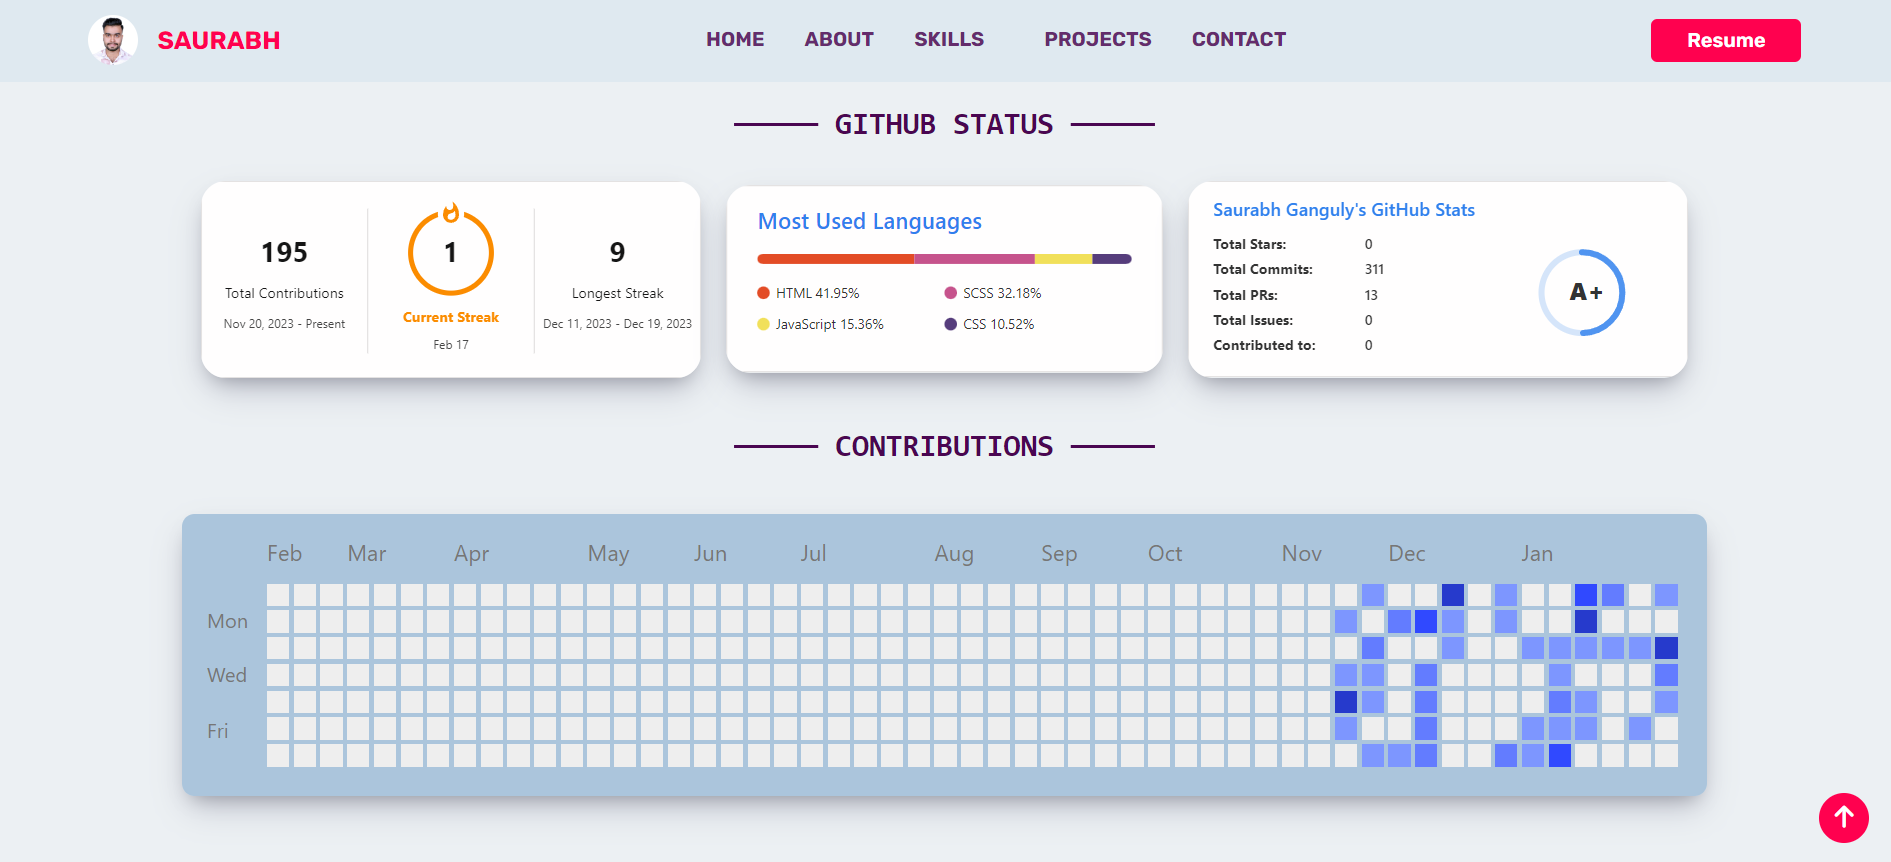 SAURABH
HOME ABOUT SKILLS PROJECTS CONTACT
Resume
GITHUB STATUS
195
Total Contributions
Nov 20, 2023 - Present
1
Current Streak
Feb 17
9
Longest Streak
Dec 11, 2023 - Dec 19, 2023
Most Used Languages
HTML 41.95% SCSS 32.18%
JavaScript 15.36% CSS 10.52%
Saurabh Ganguly's GitHub Stats
Total Stars: 0
Total Commits: 311
Total PRs: 13
Total Issues: 0
Contributed to: 0
A+
CONTRIBUTIONS
Feb Mar Apr May Jun Jul Aug Sep Oct Nov Dec Jan
Mon
Wed
Fri